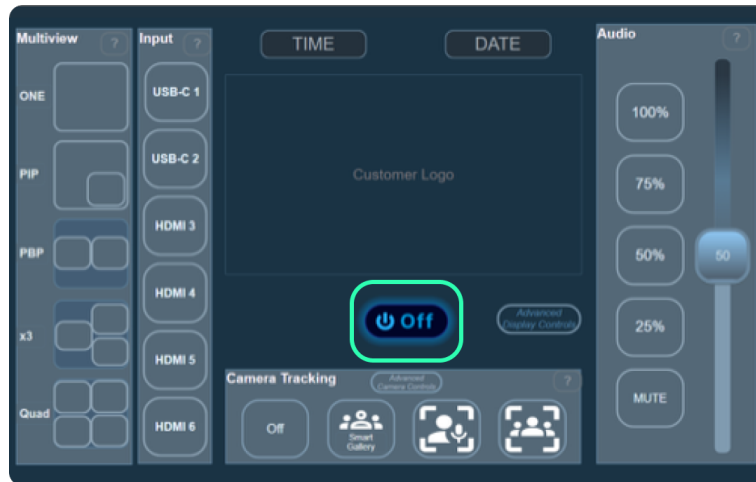 Multiview ?
ONE
PIP
PBP
x3
Quad
Input ?
USB-C 1
USB-C 2
HDMI 3
HDMI 4
HDMI 5
HDMI 6
TIME
DATE
Customer Logo
Off
Advanced
Display Controls
Camera Tracking
Advanced
Camera Controls
?
Off
Smart
Gallery
Audio ?
100%
75%
50%
25%
MUTE
50